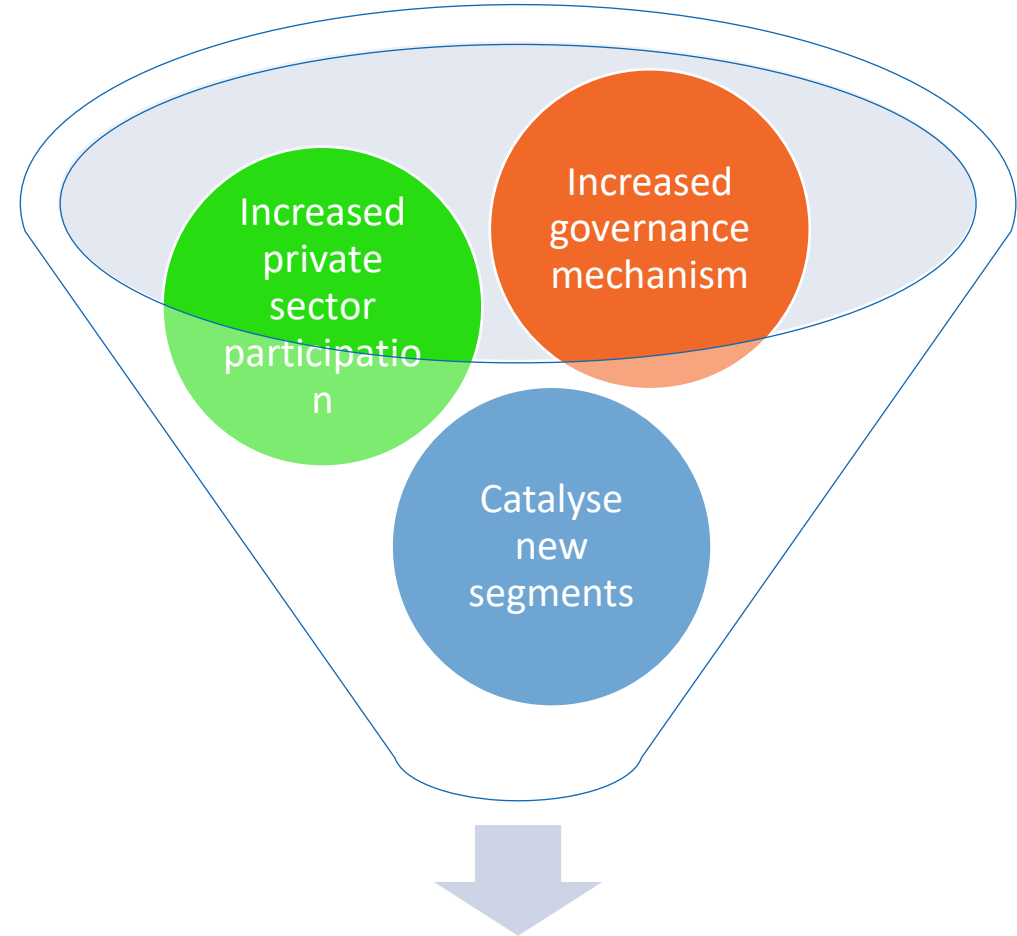 Increased
private
sector
participatio
n
Increased
governance
mechanism
Catalyse
new
segments